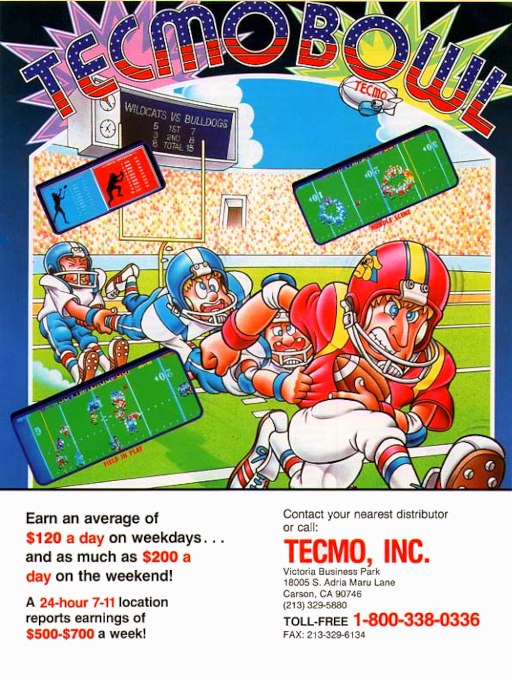 TECMO BOWL
TECMO
WILDCATS VS BULLDOGS
5 1ST 7
3 2ND 8
8 TOTAL 15
HUDDLE SCENE
FIELD IN PLAY
Earn an average of
$120 a day on weekdays...
and as much as $200 a
day on the weekend!
A 24-hour 7-11 location
reports earnings of
$500-$700 a week!
Contact your nearest distributor
or call:
TECMO, INC.
Victoria Business Park
18005 S. Adria Maru Lane
Carson, CA 90746
(213) 329-5880
TOLL-FREE 1-800-338-0336
FAX: 213-329-6134